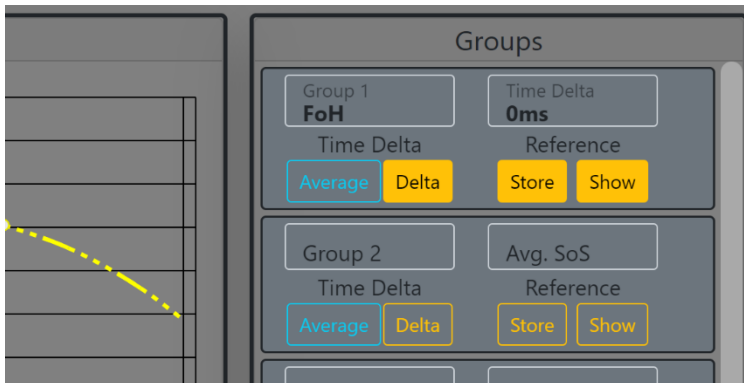 Groups
Group 1 Time Delta
FoH 0ms
Time Delta Reference
Average Delta Store Show
Group 2 Avg. SoS
Time Delta Reference
Average Delta Store Show